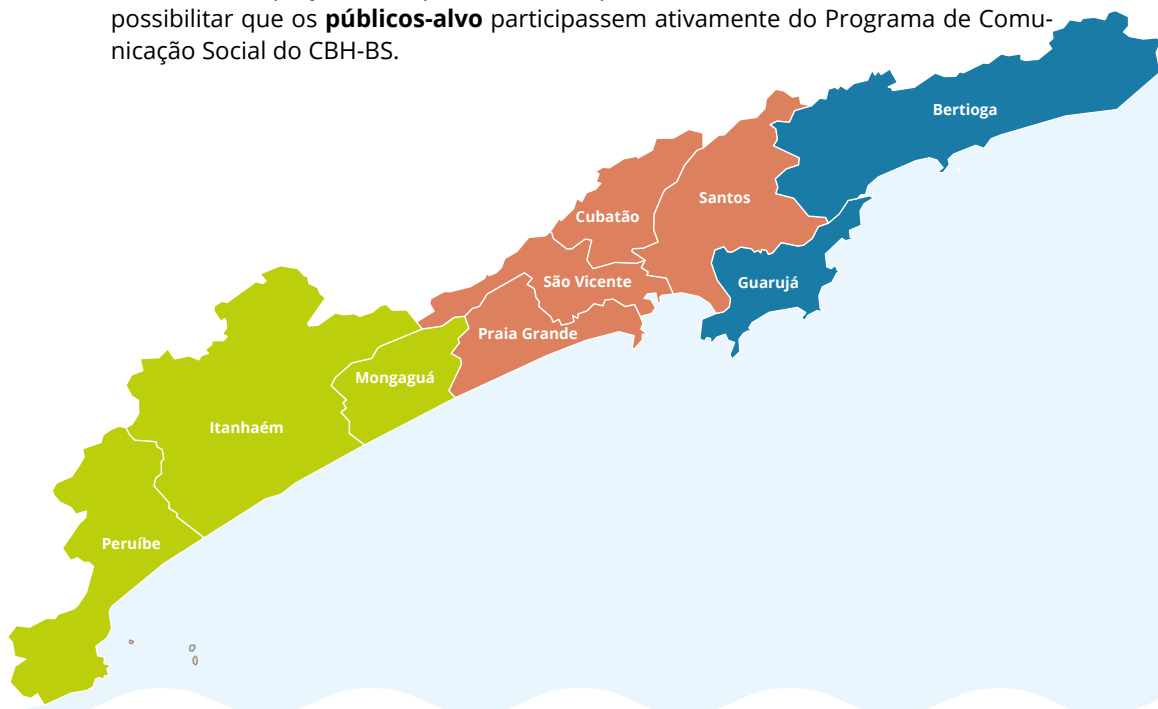 possibilitar que os públicos-alvo participassem ativamente do Programa de Comu-
nicação Social do CBH-BS.
Bertioga
Santos
Cubatão
São Vicente
Guarujá
Praia Grande
Mongaguá
Itanhaém
Peruíbe